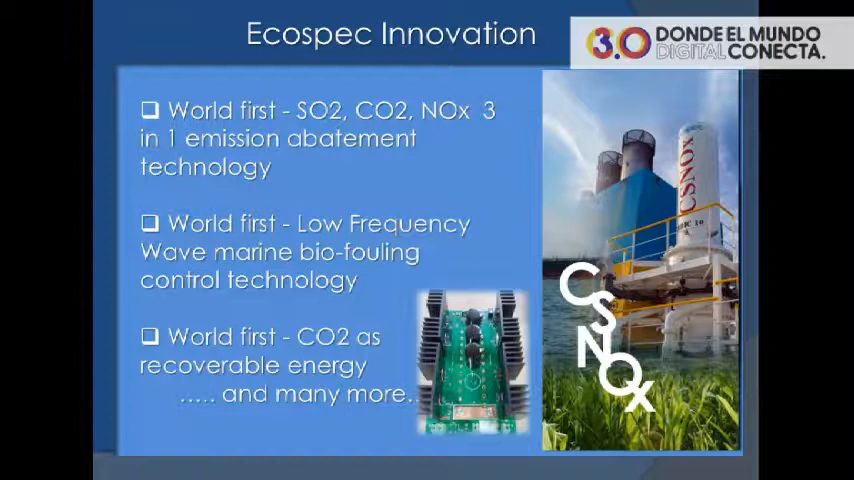 Ecospec Innovation
3.0 DONDE EL MUNDO
DIGITAL CONECTA.
❑ World first - SO2, CO2, NOx 3
in 1 emission abatement
technology
❑ World first - Low Frequency
Wave marine bio-fouling
control technology
❑ World first - CO2 as
recoverable energy
..... and many more..
CSNOx
CSNOx